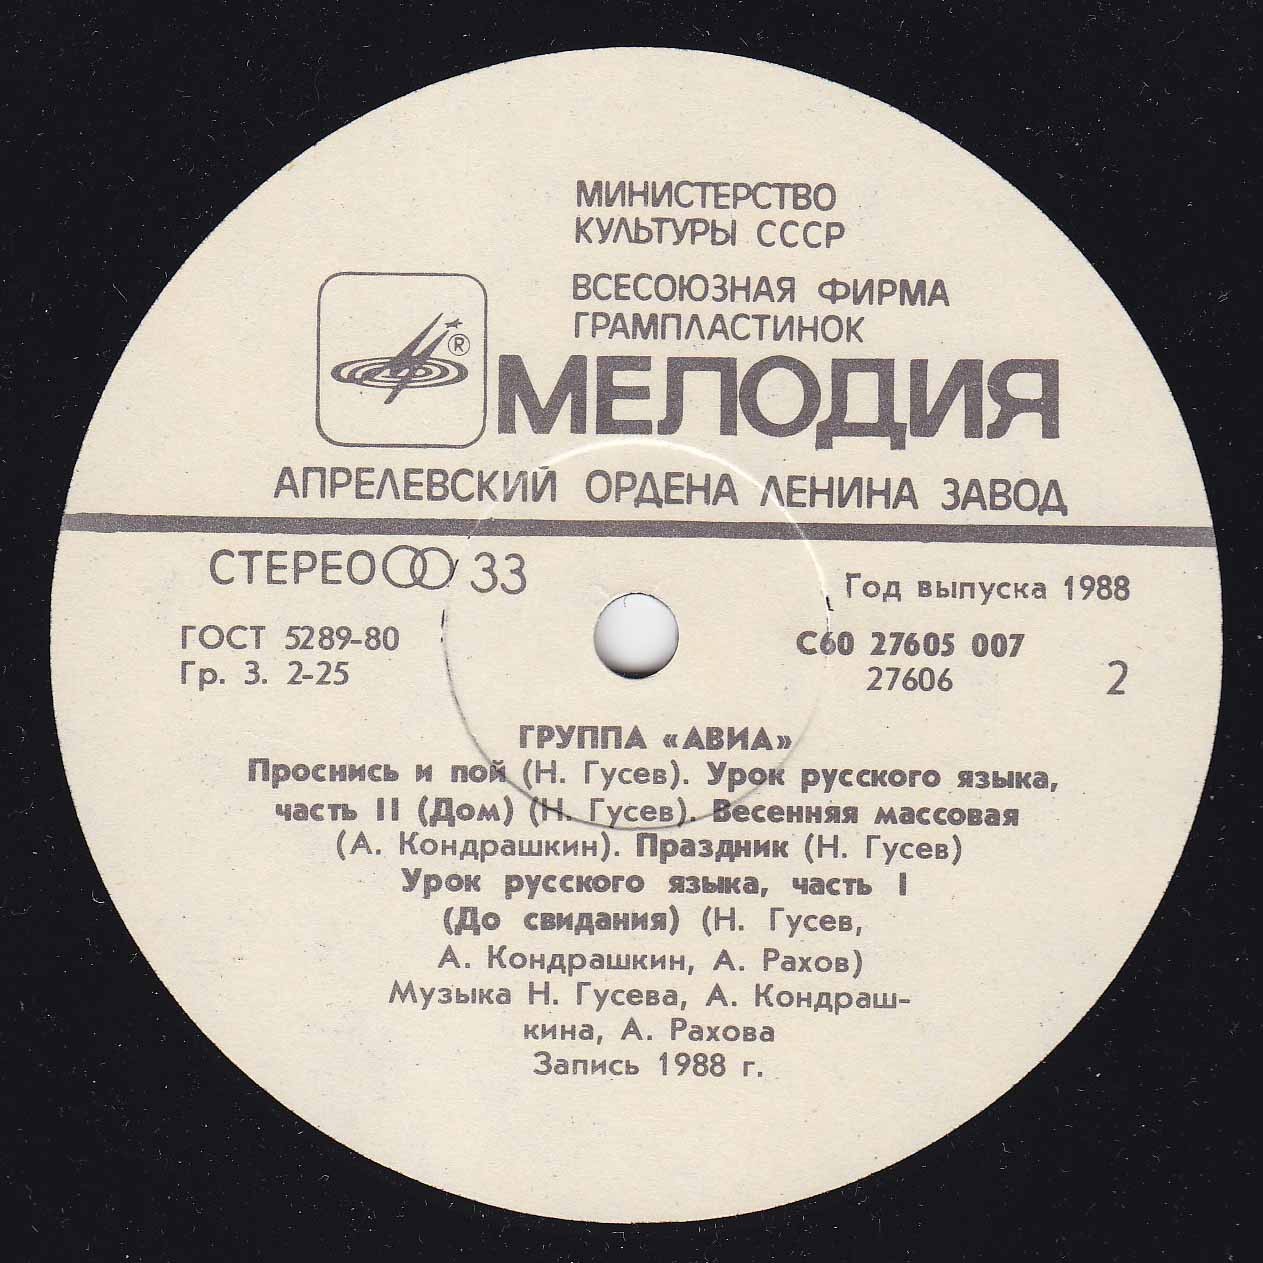 МИНИСТЕРСТВО
КУЛЬТУРЫ СССР
ВСЕСОЮЗНАЯ ФИРМА
ГРАМПЛАСТИНОК
®
МЕЛОДИЯ
АПРЕЛЕВСКИЙ ОРДЕНА ЛЕНИНА ЗАВОД
СТЕРЕО 33
Год выпуска 1988
ГОСТ 5289-80
Гр. 3. 2-25
С60 27605 007
27606
2
ГРУППА «АВИА»
Проснись и пой (Н. Гусев). Урок русского языка,
часть II (Дом) (Н. Гусев). Весенняя массовая
(А. Кондрашкин). Праздник (Н. Гусев)
Урок русского языка, часть I
(До свидания) (Н. Гусев,
А. Кондрашкин, А. Рахов)
Музыка Н. Гусева, А. Кондраш-
кина, А. Рахова
Запись 1988 г.